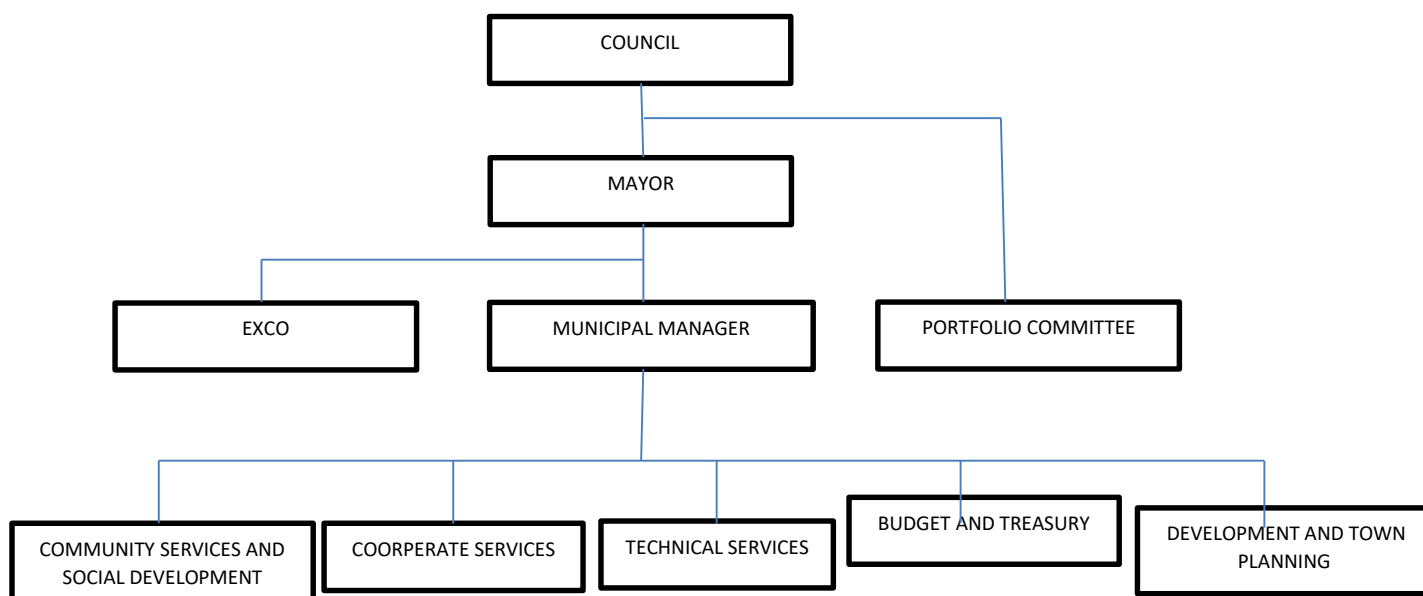 COUNCIL
MAYOR
EXCO
MUNICIPAL MANAGER
PORTFOLIO COMMITTEE
COMMUNITY SERVICES AND
SOCIAL DEVELOPMENT
COORPERATE SERVICES
TECHNICAL SERVICES
BUDGET AND TREASURY
DEVELOPMENT AND TOWN
PLANNING